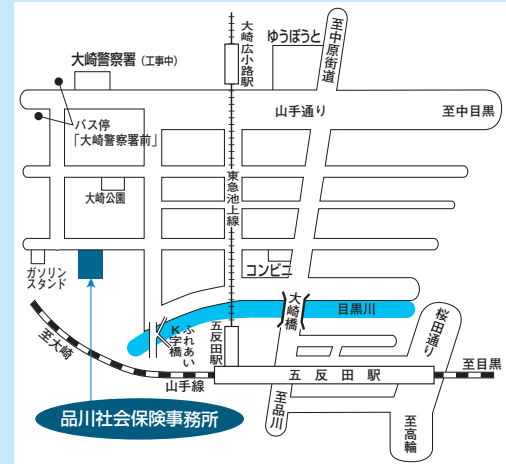 大崎広小路駅
ゆうぽうと
至中原街道
大崎警察署（工事中）
山手通り
至中目黒
バス停
「大崎警察署前」
東急池上線
大崎公園
ガソリン
スタンド
コンビニ
大崎橋
目黒川
桜田通り
ふれあい
K字橋
五反田駅
至大崎
山手線
五反田駅
至目黒
至品川
至高輪
品川社会保険事務所